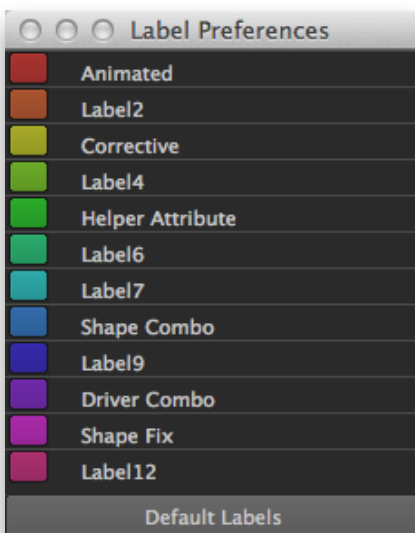 Label Preferences
Animated
Label2
Corrective
Label4
Helper Attribute
Label6
Label7
Shape Combo
Label9
Driver Combo
Shape Fix
Label12
Default Labels